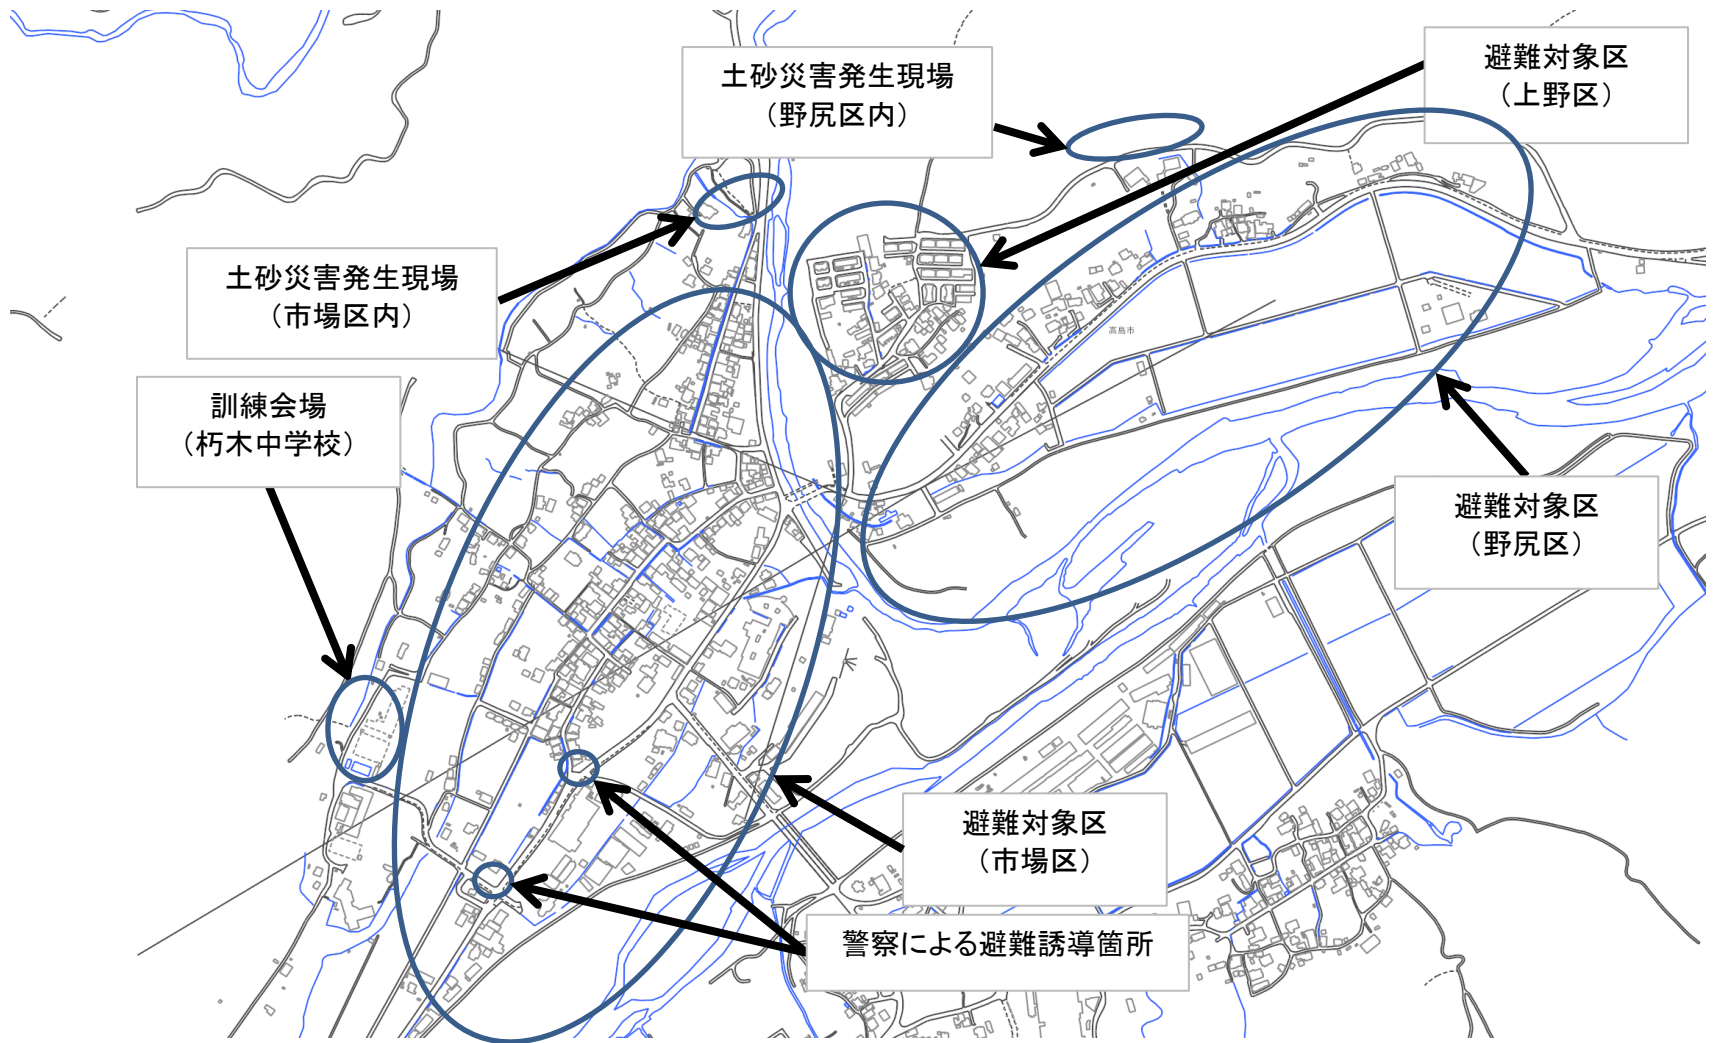 土砂災害発生現場
（野尻区内）
避難対象区
（上野区）
土砂災害発生現場
（市場区内）
高島市
訓練会場
（朽木中学校）
避難対象区
（野尻区）
避難対象区
（市場区）
警察による避難誘導箇所